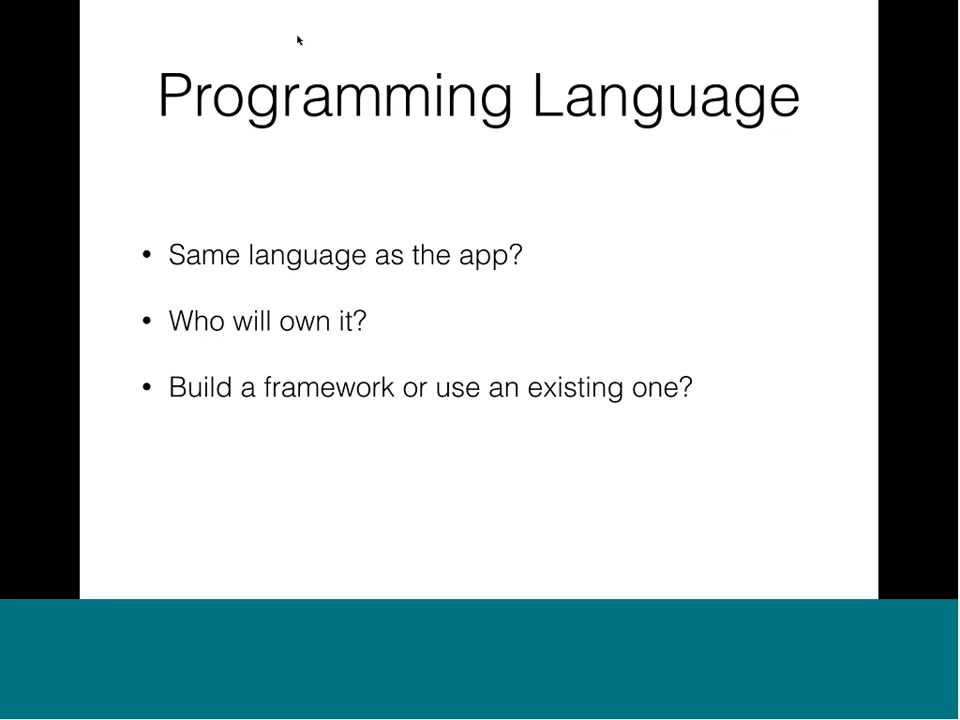 Programming Language
• Same language as the app?
• Who will own it?
• Build a framework or use an existing one?